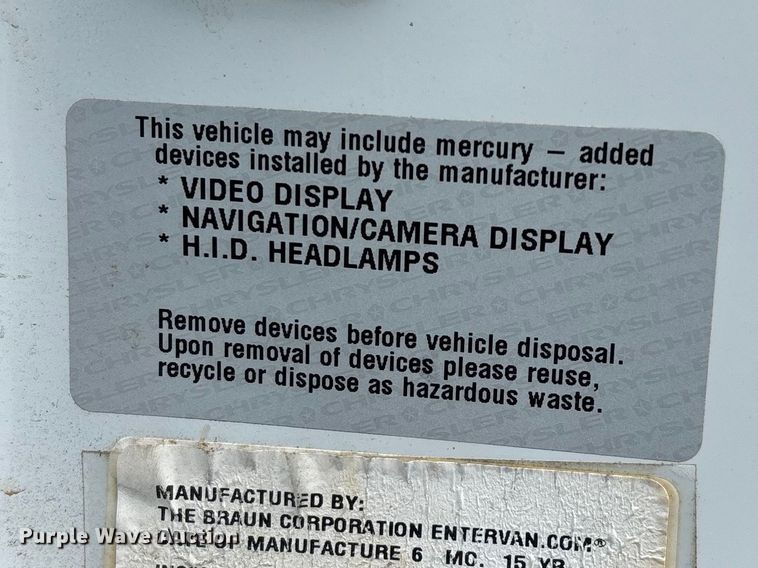 This vehicle may include mercury – added
devices installed by the manufacturer:
* VIDEO DISPLAY
* NAVIGATION/CAMERA DISPLAY
* H.I.D. HEADLAMPS
Remove devices before vehicle disposal.
Upon removal of devices please reuse,
recycle or dispose as hazardous waste.
MANUFACTURED BY:
THE BRAUN CORPORATION ENTERVAN.COM®
DATE OF MANUFACTURE 6 MO. 15 YR.
Purple Wave Auction